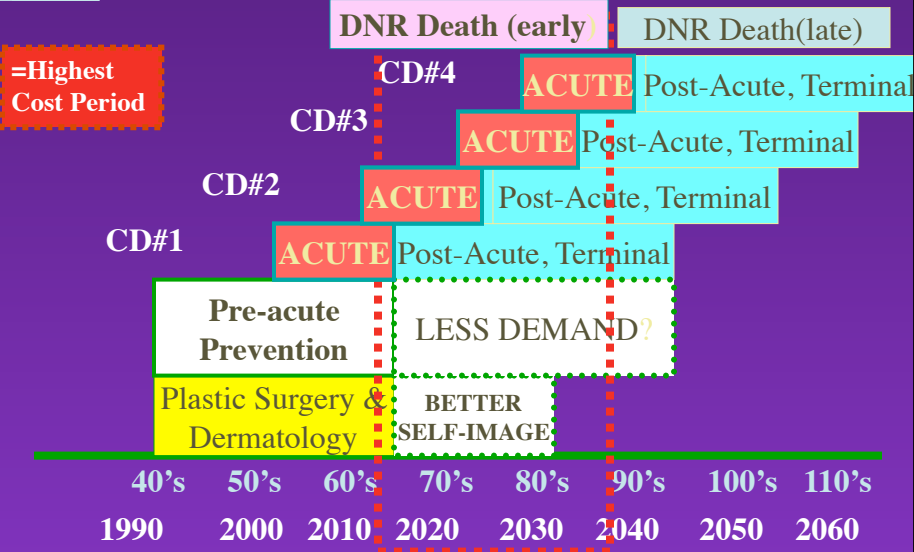 DNR Death (early?
DNR Death(late)
=Highest
Cost Period
CD#4
ACUTE
Post-Acute, Terminal
CD#3
ACUTE
Post-Acute, Terminal
CD#2
ACUTE
Post-Acute, Terminal
CD#1
ACUTE
Post-Acute, Terminal
Pre-acute
Prevention
LESS DEMAND?
Plastic Surgery &
Dermatology
BETTER
SELF-IMAGE
40's 50's 60's 70's 80's 90's 100's 110's
1990 2000 2010 2020 2030 2040 2050 2060